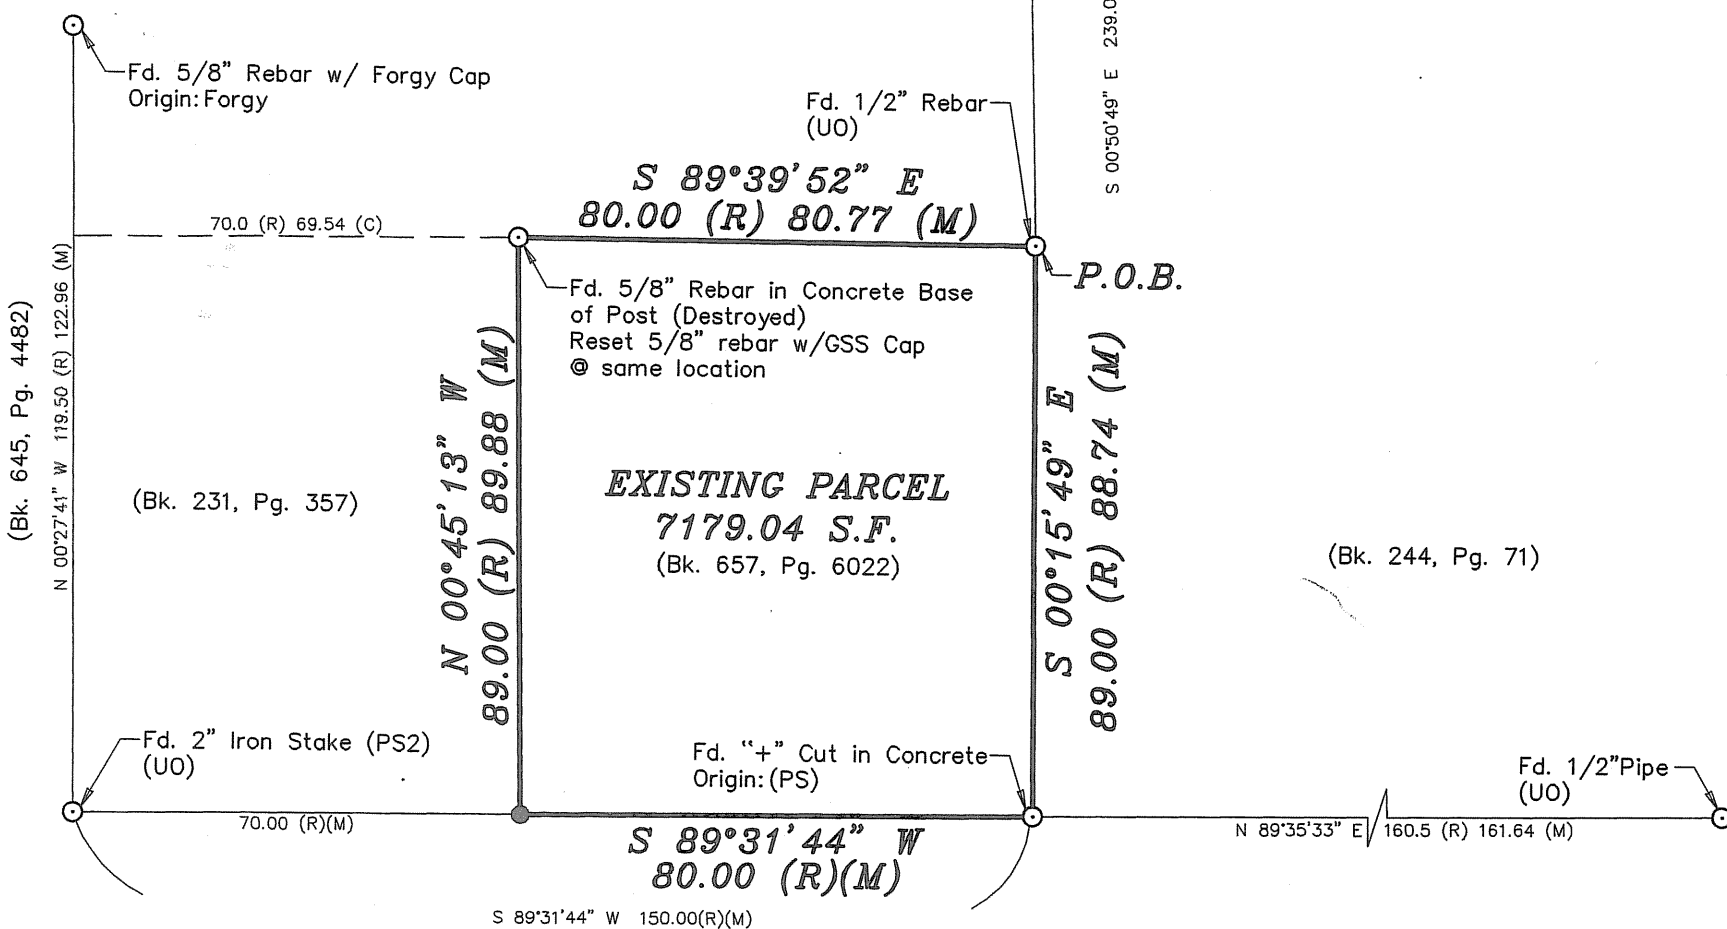 Fd. 5/8" Rebar w/ Forgy Cap
Origin: Forgy
Fd. 1/2" Rebar
(UO)
S 00°50'49" E 239.0
S 89°39'52" E
80.00 (R) 80.77 (M)
70.0 (R) 69.54 (C)
P.O.B.
Fd. 5/8" Rebar in Concrete Base
of Post (Destroyed)
Reset 5/8" rebar w/GSS Cap
@ same location
(Bk. 645, Pg. 4482)
N 00°27'41" W 119.50 (R) 122.96 (M)
(Bk. 231, Pg. 357)
N 00°45'13" W
89.00 (R) 89.88 (M)
EXISTING PARCEL
7179.04 S.F.
(Bk. 657, Pg. 6022)
S 00°15'49" E
89.00 (R) 88.74 (M)
(Bk. 244, Pg. 71)
Fd. 2" Iron Stake (PS2)
(UO)
Fd. "+" Cut in Concrete
Origin: (PS)
Fd. 1/2"Pipe
(UO)
70.00 (R)(M)
S 89°31'44" W
80.00 (R)(M)
N 89°35'33" E 160.5 (R) 161.64 (M)
S 89°31'44" W 150.00(R)(M)